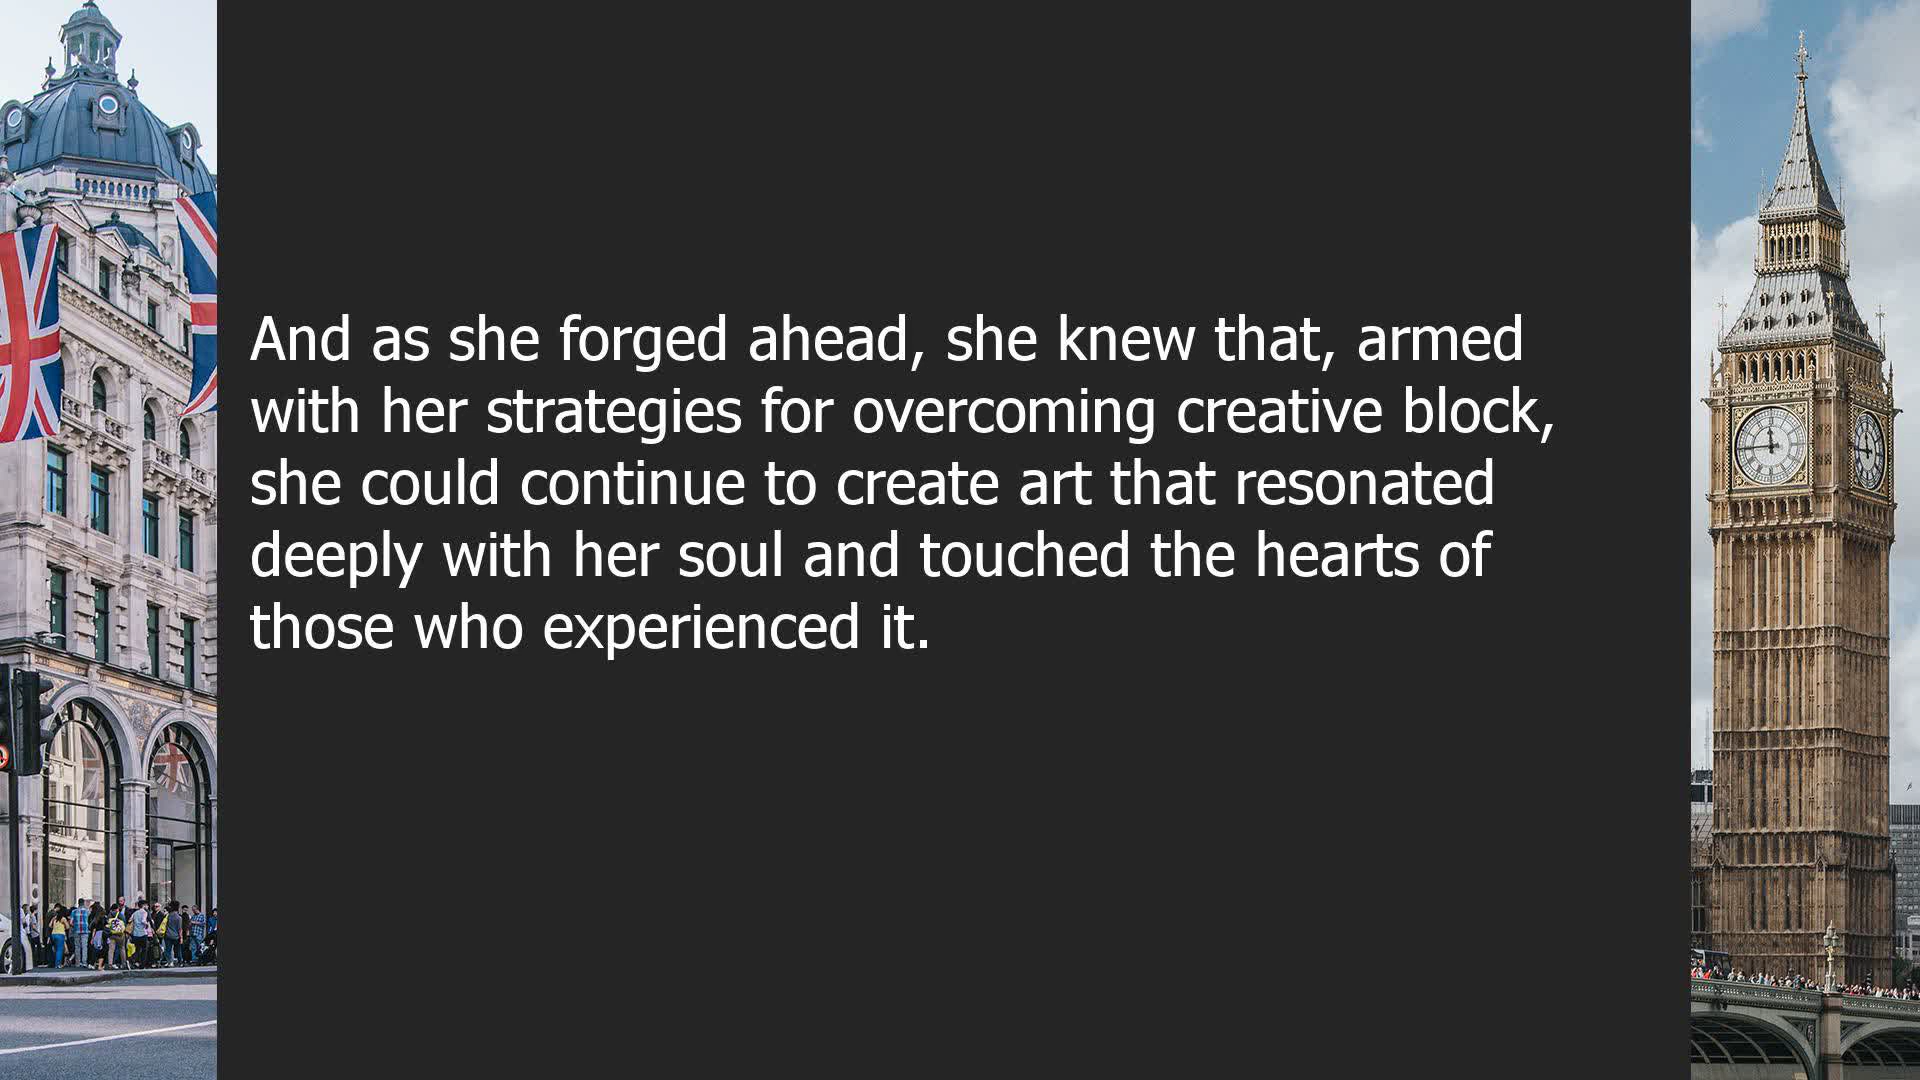 And as she forged ahead, she knew that, armed
with her strategies for overcoming creative block,
she could continue to create art that resonated
deeply with her soul and touched the hearts of
those who experienced it.